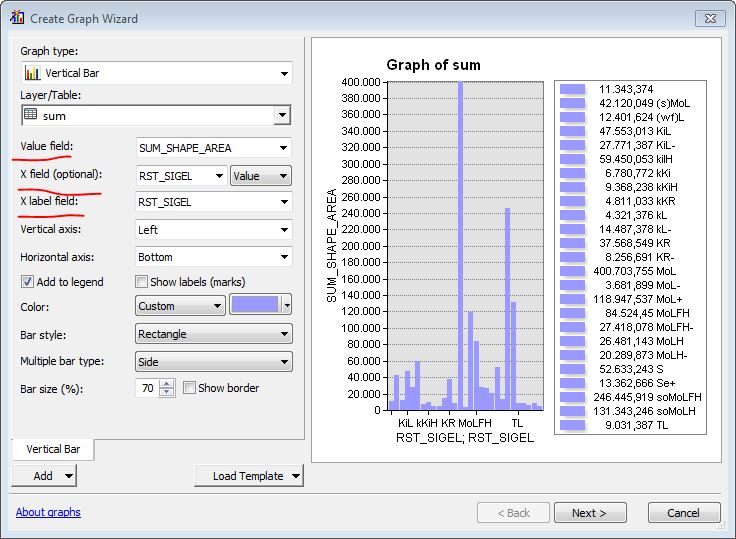 Create Graph Wizard
Graph type:
Vertical Bar
Layer/Table:
sum
Value field:
SUM_SHAPE_AREA
X field (optional):
RST_SIGEL
Value
X label field:
RST_SIGEL
Vertical axis:
Left
Horizontal axis:
Bottom
Add to legend
Show labels (marks)
Color:
Custom
Bar style:
Rectangle
Multiple bar type:
Side
Bar size (%):
70
Show border
Vertical Bar
Add
Load Template
Graph of sum
SUM_SHAPE_AREA
400.000
380.000
360.000
340.000
320.000
300.000
280.000
260.000
240.000
220.000
200.000
180.000
160.000
140.000
120.000
100.000
80.000
60.000
40.000
20.000
0
KiL kKiH KR MoLFH TL
RST_SIGEL; RST_SIGEL
11.343,374
42.120,049 (s)MoL
12.401,624 (wf)L
47.553,013 KiL
27.771,387 KiL-
59.450,053 kiIH
6.780,772 kKi
9.368,238 kKiH
4.811,033 kKR
4.321,376 kL
14.487,378 kL-
37.568,549 KR
8.256,691 KR-
400.703,755 MoL
3.681,899 MoL-
118.947,537 MoL+
84.524,45 MoLFH
27.418,078 MoLFH-
26.481,143 MoLH
20.289,873 MoLH-
52.633,243 S
13.362,666 Se+
246.445,919 soMoLFH
131.343,246 soMoLH
9.031,387 TL
About graphs
< Back
Next >
Cancel